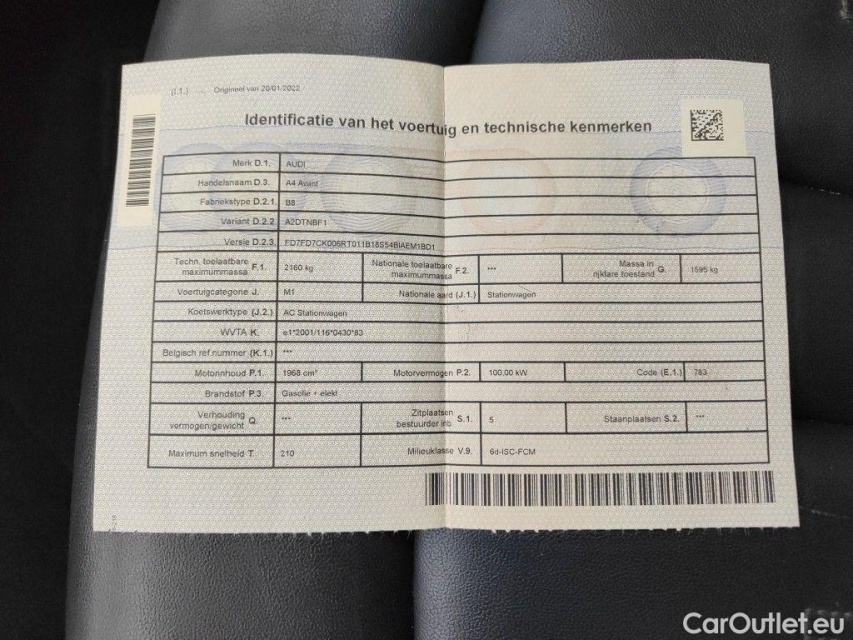 (I.1.) Origineel van 20/01/2022
Identificatie van het voertuig en technische kenmerken
Merk D.1. AUDI
Handelsnaam D.3. A4 Avant
Fabriekstype D.2.1. B8
Variant D.2.2. A2DTNBF1
Versie D.2.3. FD7FD7CK006RT011B18S54BIAEM1BD1
Techn. toelaatbare maximummassa F.1. 2160 kg Nationale toelaatbare maximummassa F.2. *** Massa in rijklare toestand G. 1595 kg
Voertuigcategorie J. M1 Nationale aard (J.1.) Stationwagen
Koetswerktype (J.2.) AC Stationwagen
WVTA K. e1*2001/116*0430*83
Belgisch ref.nummer (K.1.) ***
Motorinhoud P.1. 1968 cm³ Motorvermogen P.2. 100.00 kW Code (E.1.) 783
Brandstof P.3. Gasolie + elekt
Verhouding vermogen/gewicht Q. *** Zitplaatsen bestuurder inb. S.1. 5 Staanplaatsen S.2. ***
Maximum snelheid T. 210 Milieuklasse V.9. 6d-ISC-FCM
CarOutlet.eu